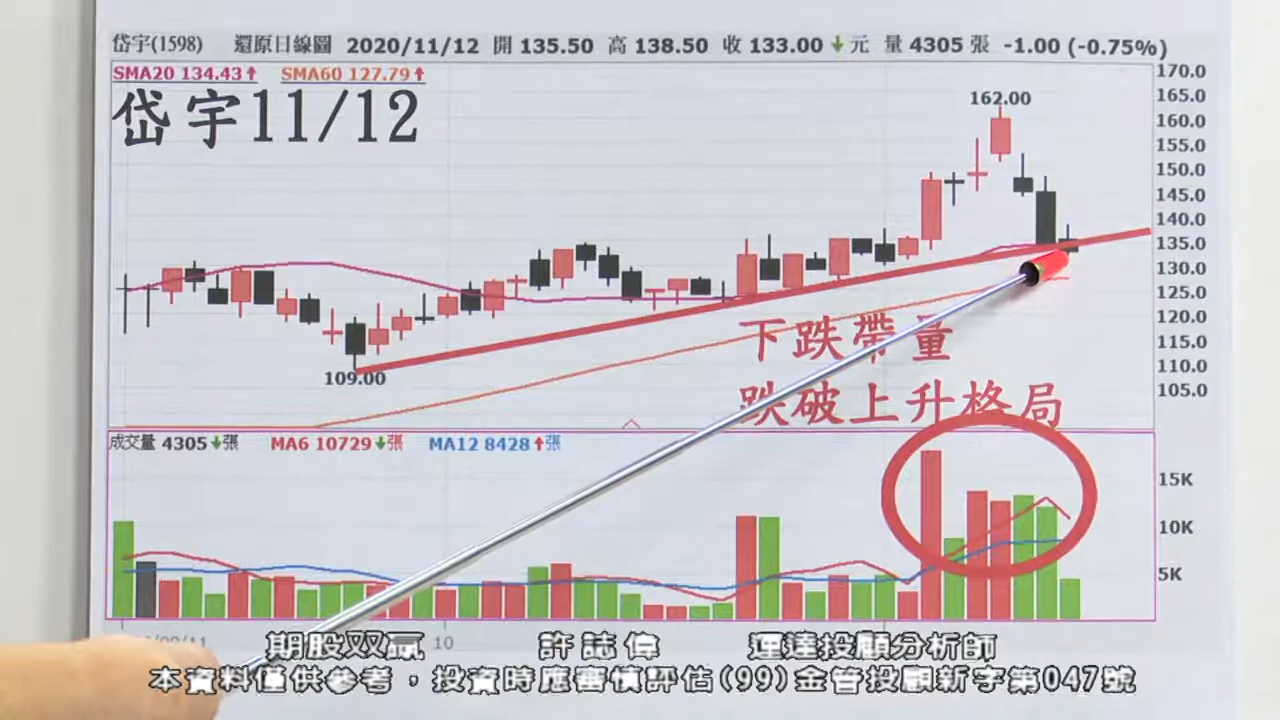 岱宇(1598) 還原日線圖 2020/11/12 開 135.50 高 138.50 收 133.00↓元 量 4305 張 -1.00 (-0.75%)
SMA20 134.43↑ SMA60 127.79↑
岱宇11/12
162.00
170.0
165.0
160.0
155.0
150.0
145.0
140.0
135.0
130.0
125.0
120.0
115.0
110.0
105.0
109.00
下跌帶量
跌破上升格局
成交量 4305↓張 MA6 10729↓張 MA12 8428↑張
15K
10K
5K
10
期股双贏 許誌偉 運達投顧分析師
本資料僅供參考，投資時應審慎評估(99)金管投顧新字第047號